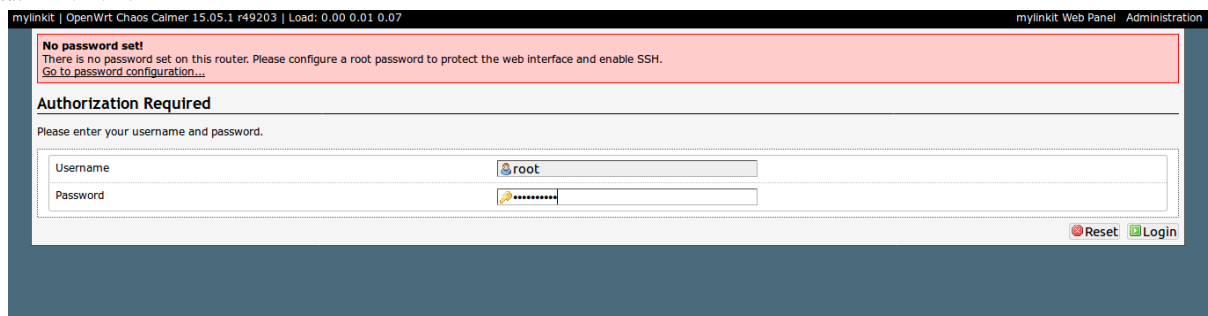 mylinkit | OpenWrt Chaos Calmer 15.05.1 r49203 | Load: 0.00 0.01 0.07 mylinkit Web Panel Administration
No password set!
There is no password set on this router. Please configure a root password to protect the web interface and enable SSH.
Go to password configuration...
Authorization Required
Please enter your username and password.
Username root
Password ••••••••••
Reset Login